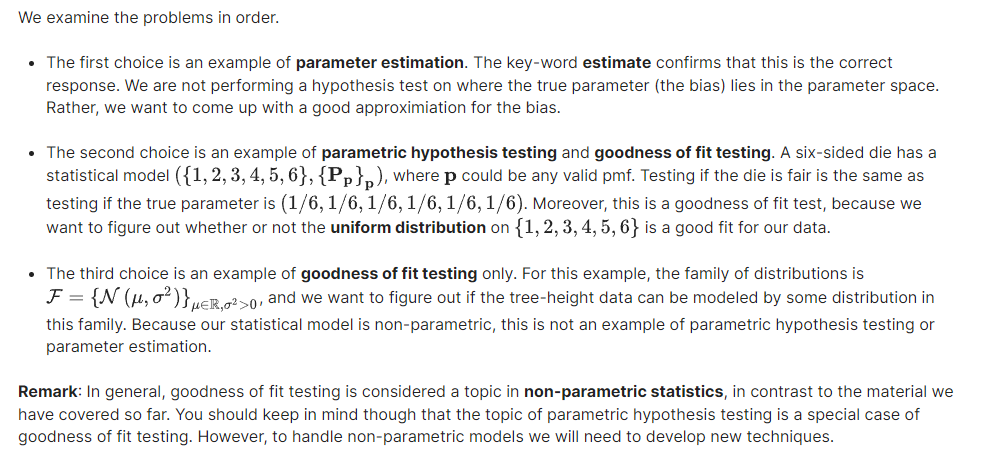 We examine the problems in order.
• The first choice is an example of parameter estimation. The key-word estimate confirms that this is the correct
response. We are not performing a hypothesis test on where the true parameter (the bias) lies in the parameter space.
Rather, we want to come up with a good approximiation for the bias.
• The second choice is an example of parametric hypothesis testing and goodness of fit testing. A six-sided die has a
statistical model ({1, 2, 3, 4, 5, 6}, {P_p}_p), where p could be any valid pmf. Testing if the die is fair is the same as
testing if the true parameter is (1/6, 1/6, 1/6, 1/6, 1/6, 1/6). Moreover, this is a goodness of fit test, because we
want to figure out whether or not the uniform distribution on {1, 2, 3, 4, 5, 6} is a good fit for our data.
• The third choice is an example of goodness of fit testing only. For this example, the family of distributions is
F = {N (μ, σ²)}_{μ∈ℝ,σ²>0}, and we want to figure out if the tree-height data can be modeled by some distribution in
this family. Because our statistical model is non-parametric, this is not an example of parametric hypothesis testing or
parameter estimation.
Remark: In general, goodness of fit testing is considered a topic in non-parametric statistics, in contrast to the material we
have covered so far. You should keep in mind though that the topic of parametric hypothesis testing is a special case of
goodness of fit testing. However, to handle non-parametric models we will need to develop new techniques.